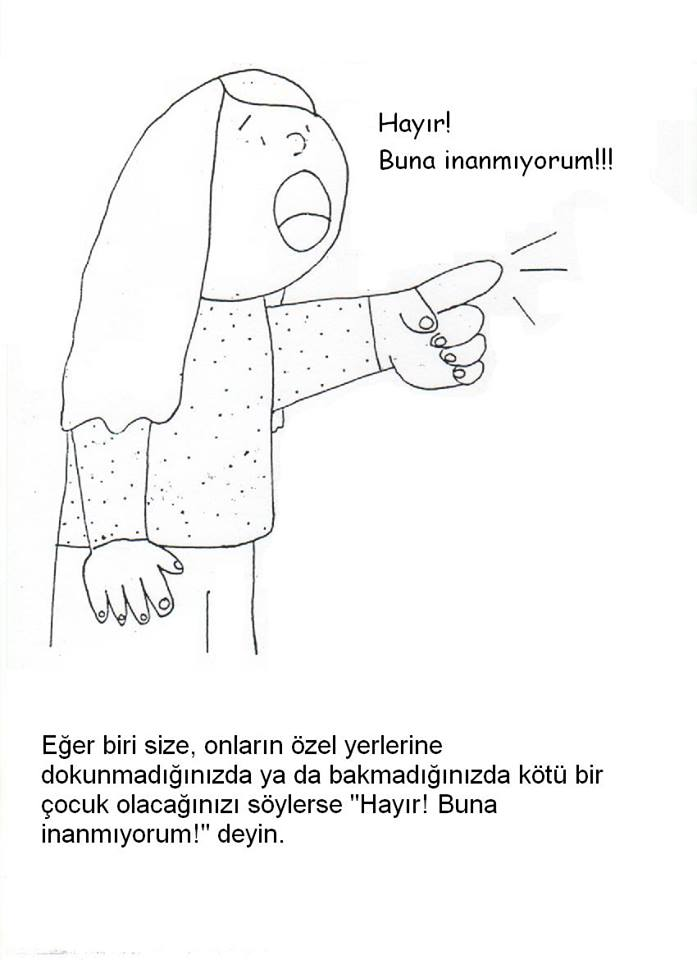 Hayır!
Buna inanmıyorum!!!
Eğer biri size, onların özel yerlerine
dokunmadığınızda ya da bakmadığınızda kötü bir
çocuk olacağınızı söylerse "Hayır! Buna
inanmıyorum!" deyin.